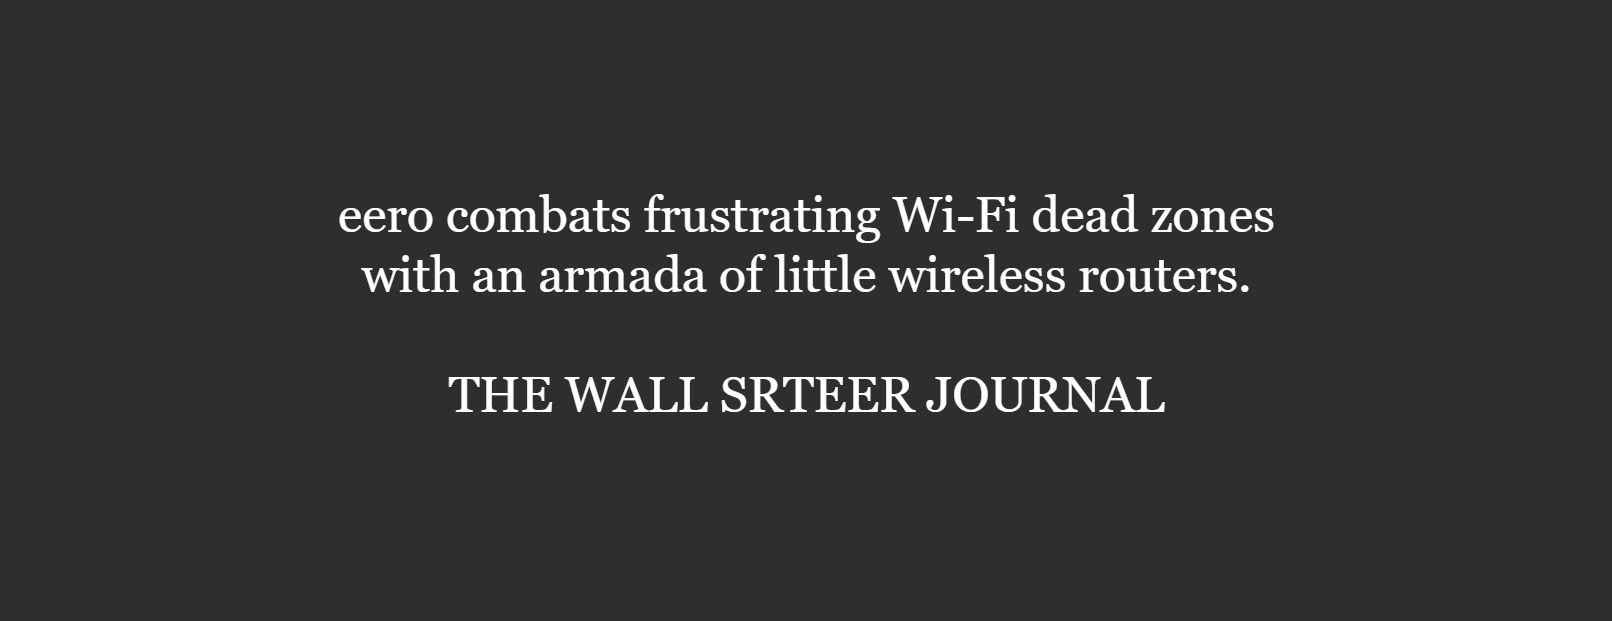 eero combats frustrating Wi-Fi dead zones
with an armada of little wireless routers.
THE WALL SRTEER JOURNAL